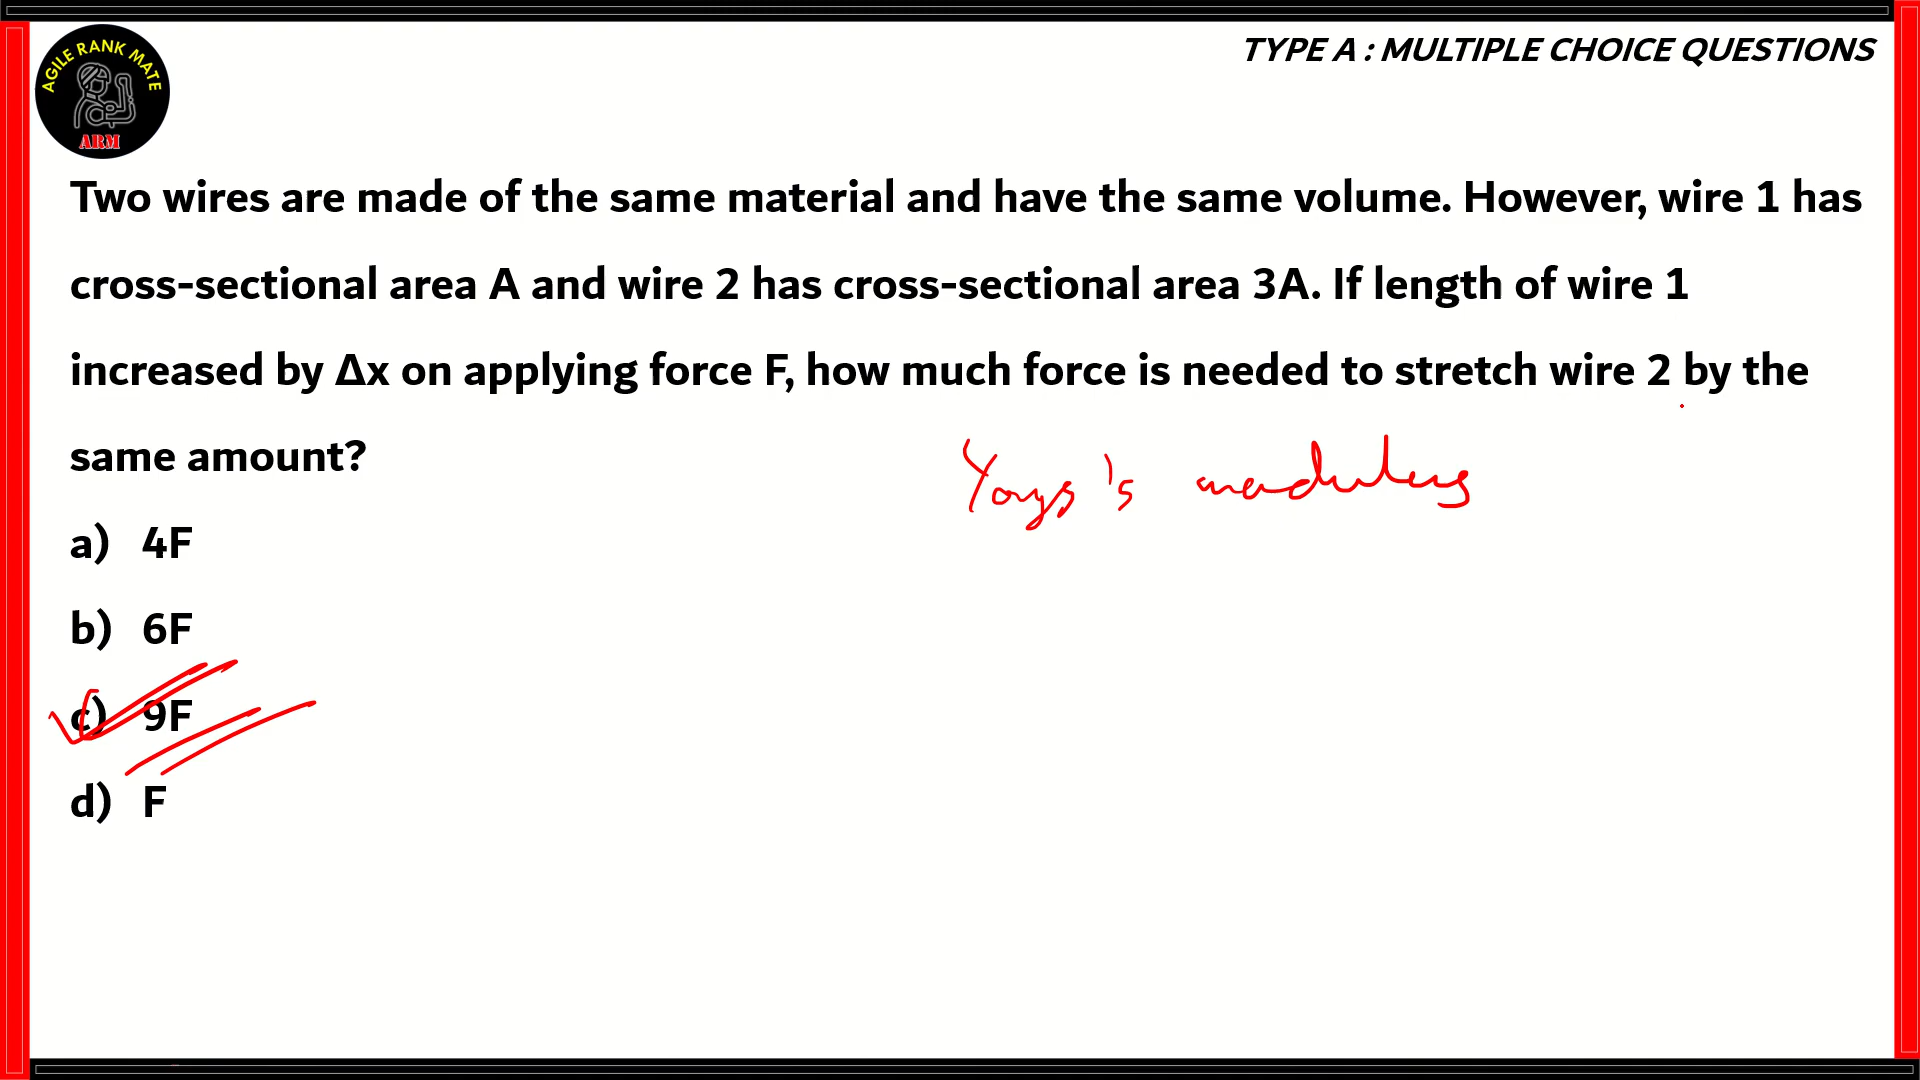 AGILE RANK MATE
ARM
TYPE A : MULTIPLE CHOICE QUESTIONS
Two wires are made of the same material and have the same volume. However, wire 1 has
cross-sectional area A and wire 2 has cross-sectional area 3A. If length of wire 1
increased by Δx on applying force F, how much force is needed to stretch wire 2 by the
same amount?
's
a) 4F
b) 6F
c) 9F
d) F